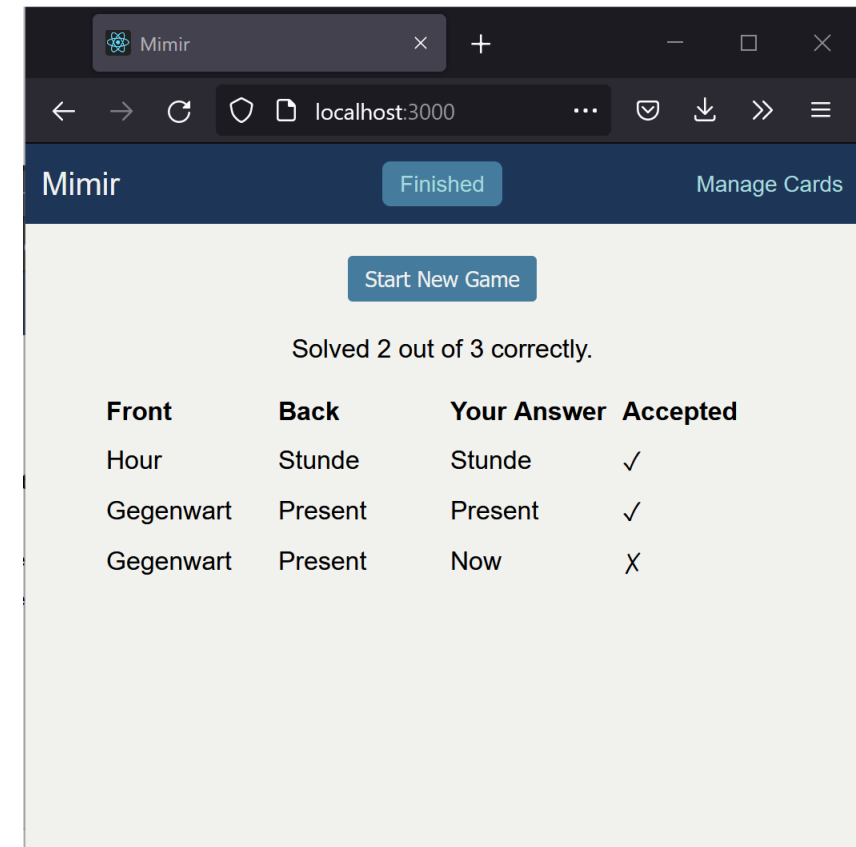 Mimir
localhost:3000
Mimir Finished Manage Cards
Start New Game
Solved 2 out of 3 correctly.
Front Back Your Answer Accepted
Hour Stunde Stunde ✓
Gegenwart Present Present ✓
Gegenwart Present Now ✗